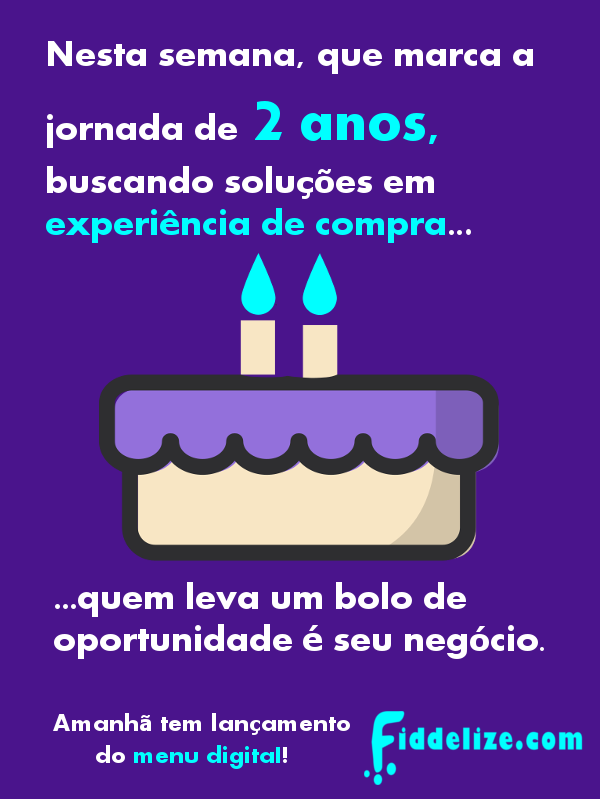 Nesta semana, que marca a
jornada de 2 anos,
buscando soluções em
experiência de compra...
...quem leva um bolo de
oportunidade é seu negócio.
Amanhã tem lançamento
do menu digital!
Fiddelize.com